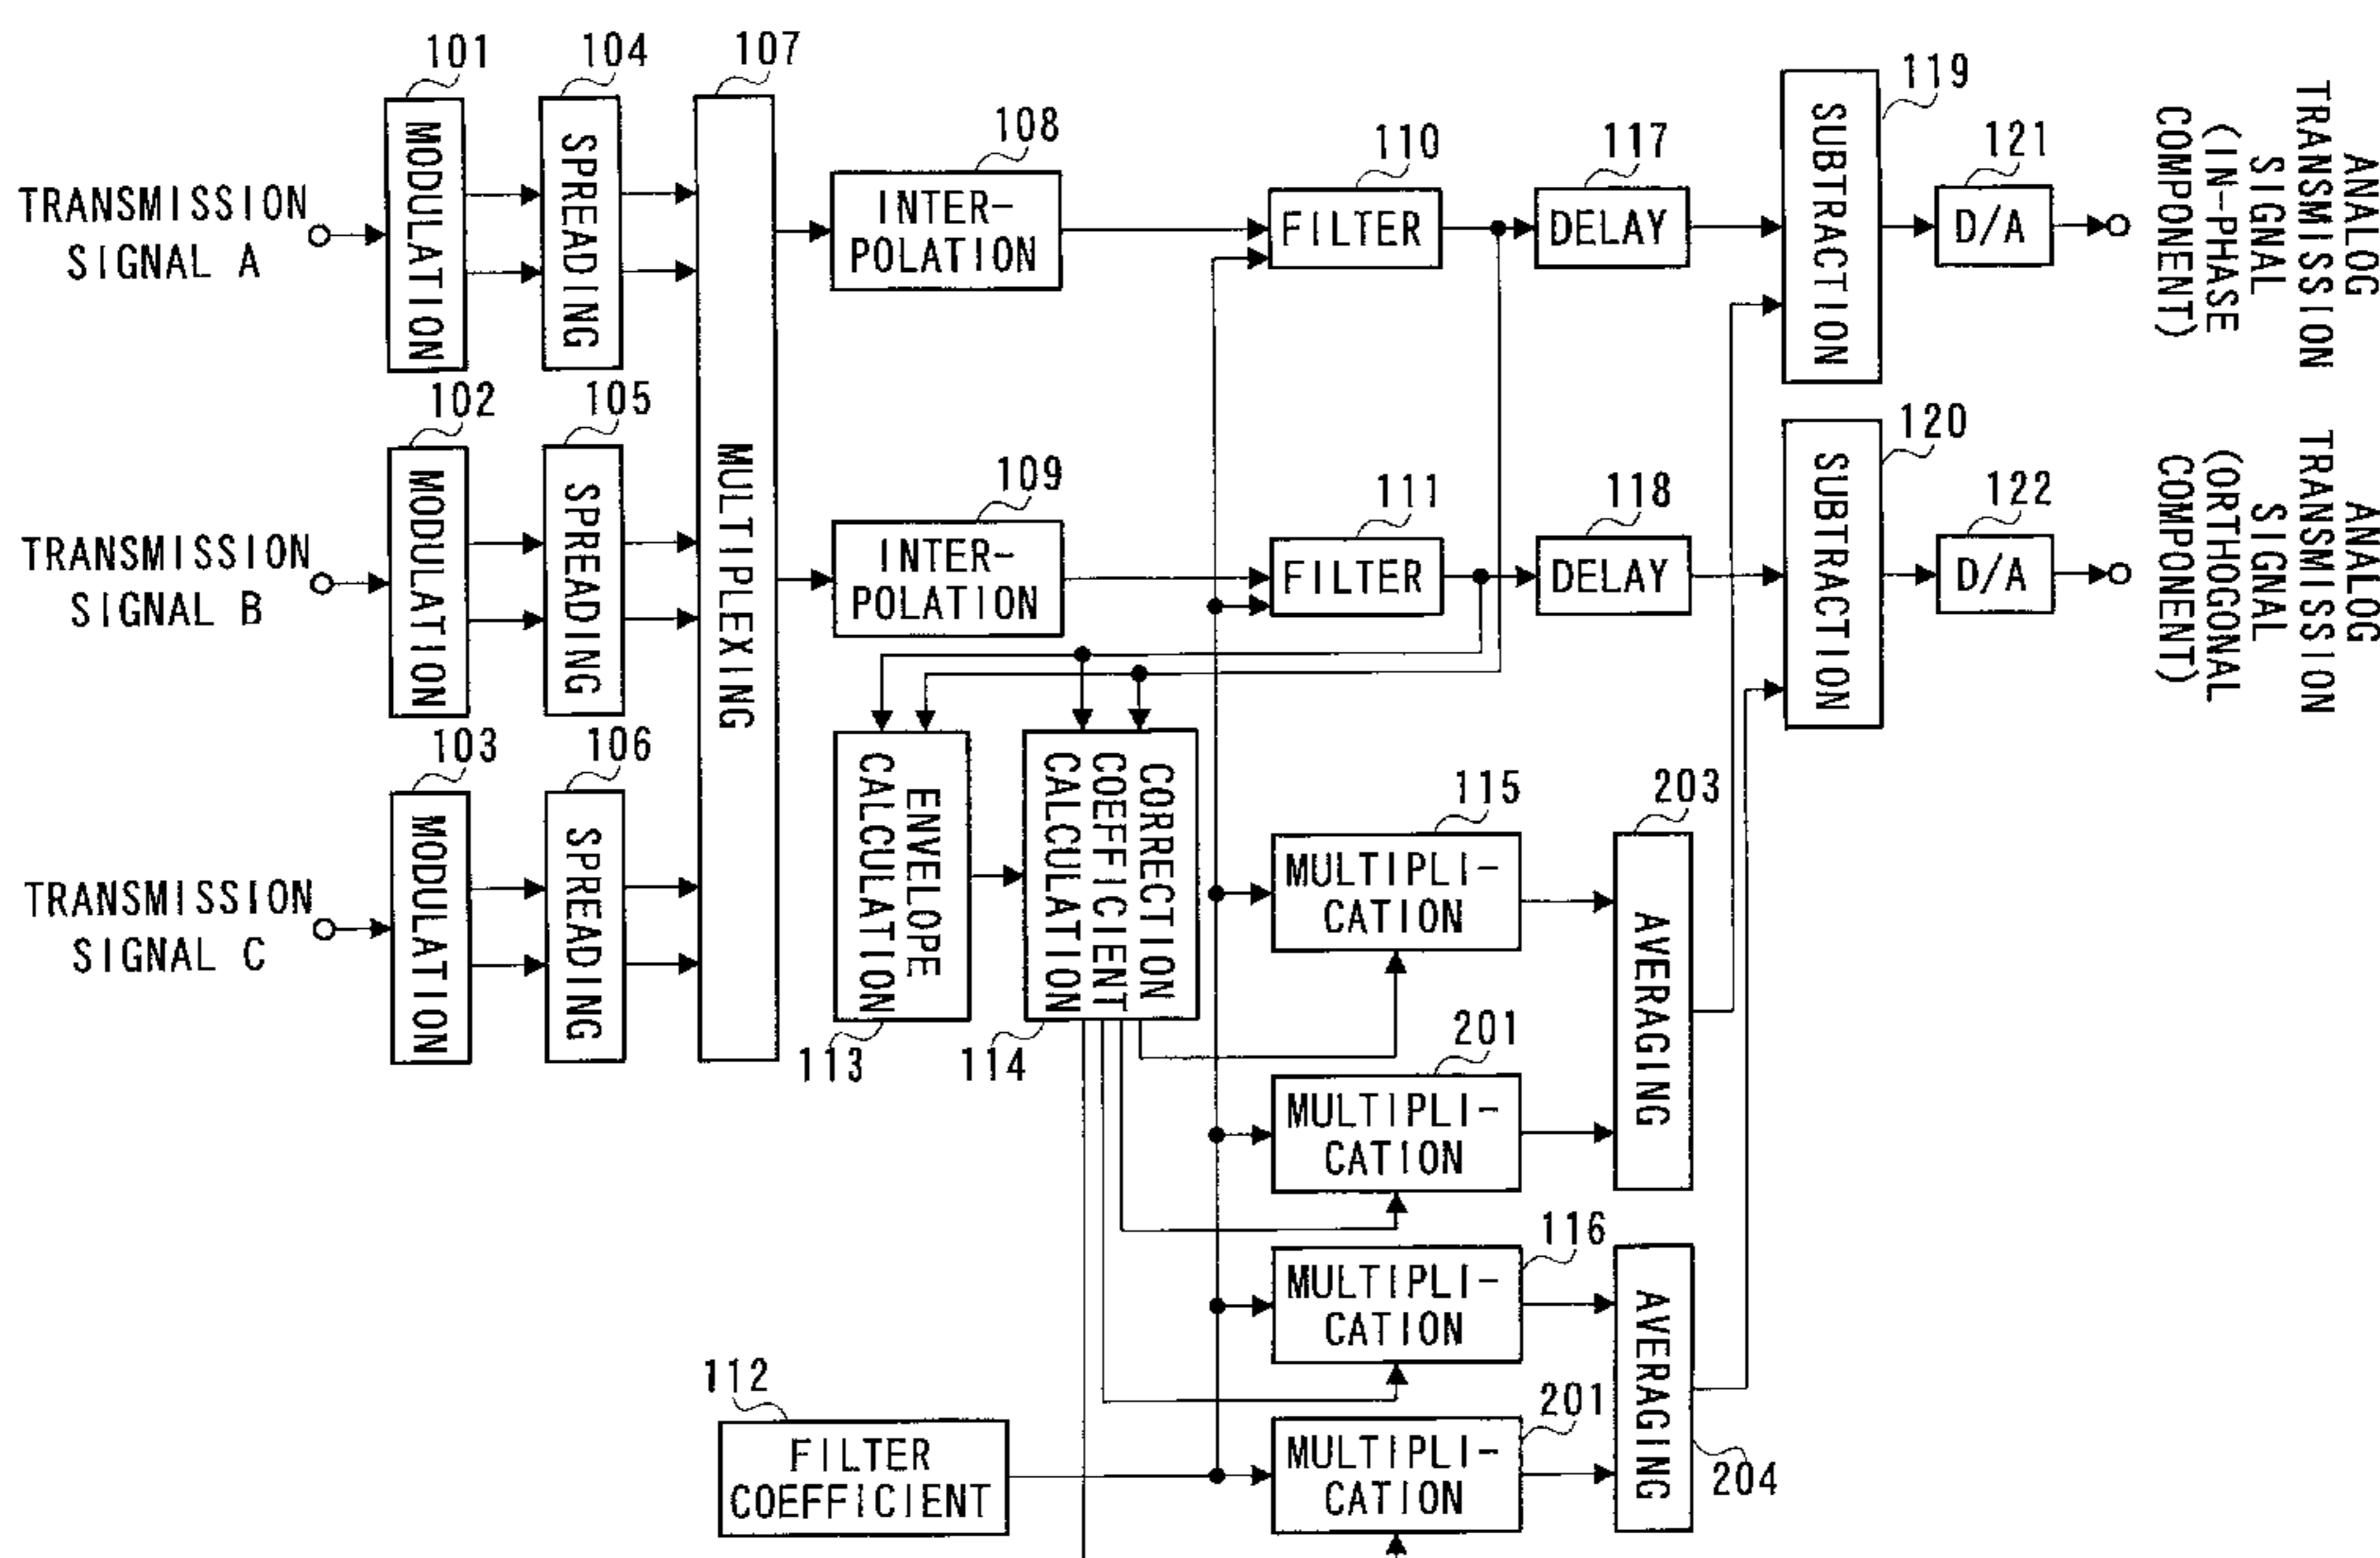 101
104
107
119
TRANSMISSION
SIGNAL A
MODULATION
SPREADING
108
INTER-
POLATION
110
FILTER
117
DELAY
SUBTRACTION
121
D/A
ANALOG
TRANSMISSION
SIGNAL
(IN-PHASE
COMPONENT)
102
105
MULTIPLEXING
120
TRANSMISSION
SIGNAL B
MODULATION
SPREADING
109
INTER-
POLATION
111
FILTER
118
DELAY
SUBTRACTION
122
D/A
ANALOG
TRANSMISSION
SIGNAL
(ORTHOGONAL
COMPONENT)
103
106
TRANSMISSION
SIGNAL C
MODULATION
SPREADING
ENVELOPE
CALCULATION
113
CORRECTION
COEFFICIENT
CALCULATION
114
115
MULTIPLI-
CATION
203
AVERAGING
201
MULTIPLI-
CATION
116
MULTIPLI-
CATION
AVERAGING
204
112
FILTER
COEFFICIENT
201
MULTIPLI-
CATION